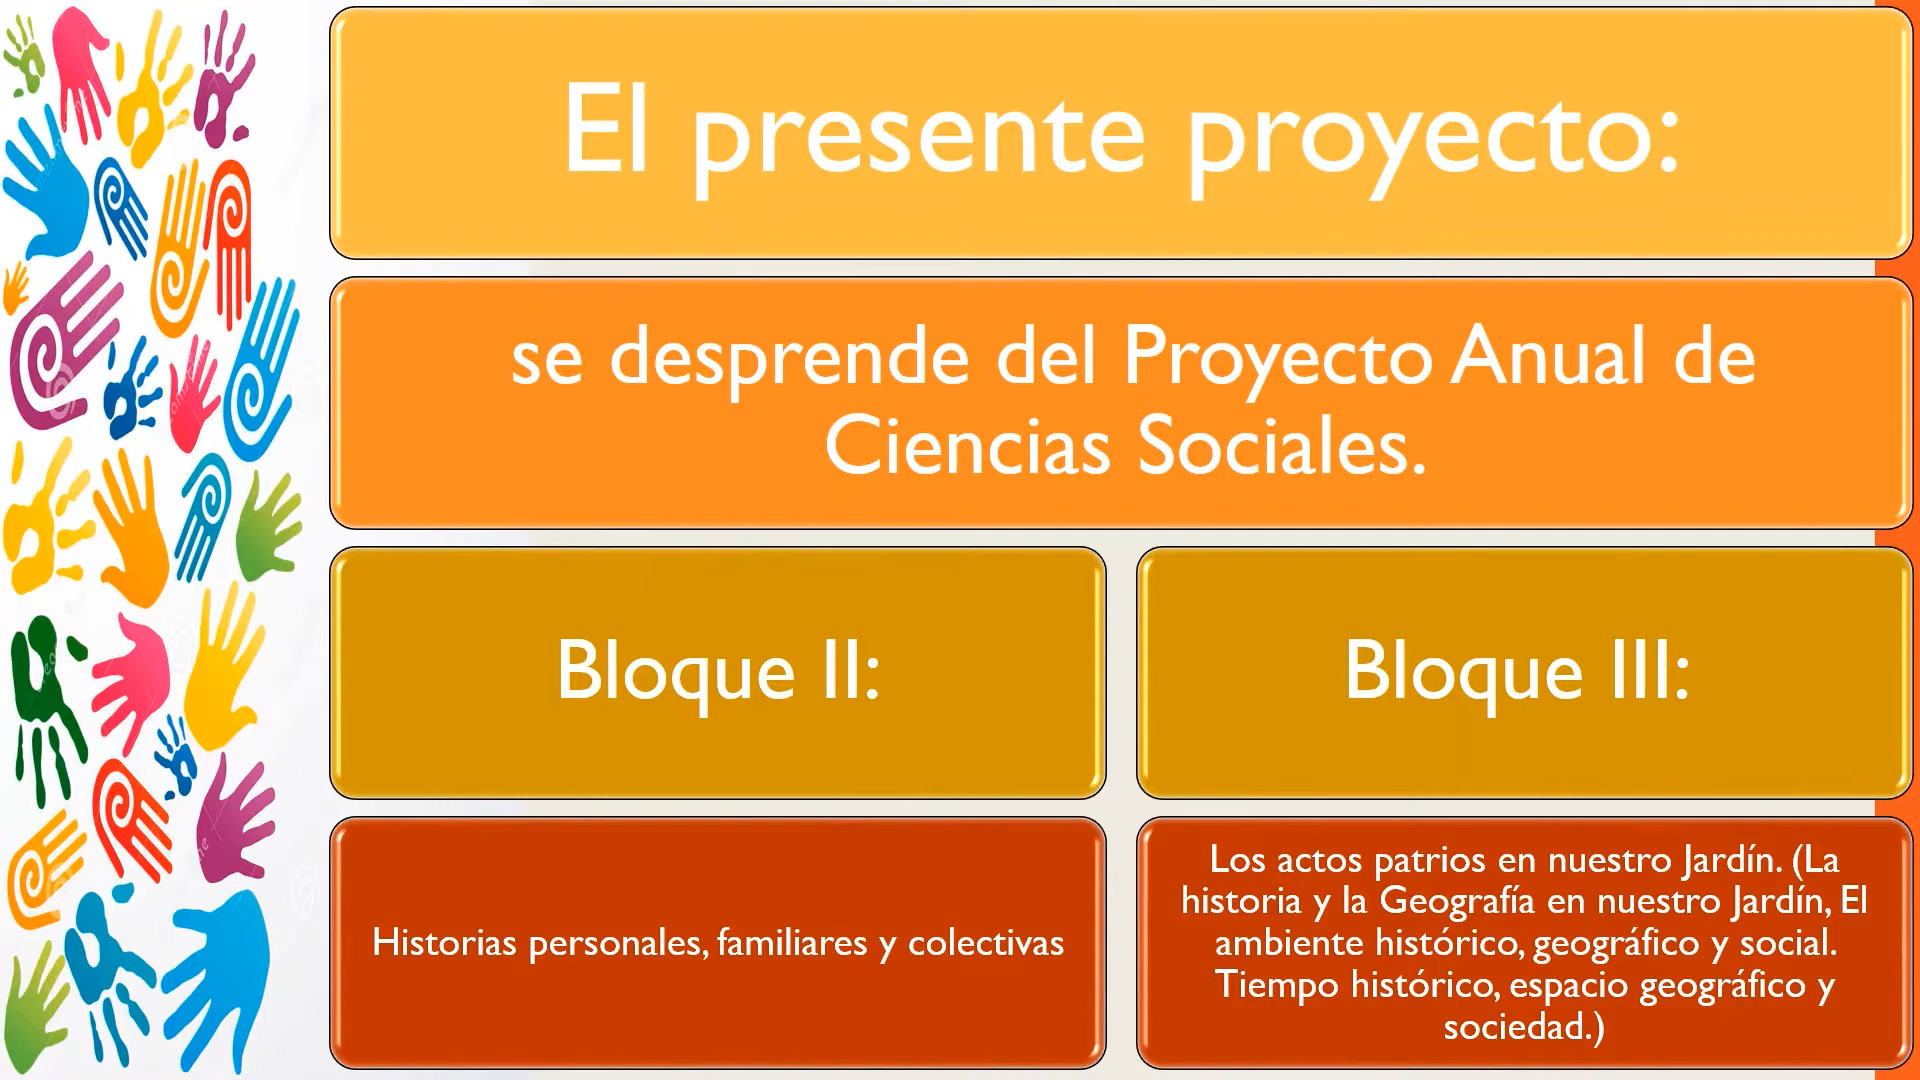 El presente proyecto:
se desprende del Proyecto Anual de
Ciencias Sociales.
Bloque II:
Bloque III:
Historias personales, familiares y colectivas
Los actos patrios en nuestro Jardín. (La
historia y la Geografía en nuestro Jardín, El
ambiente histórico, geográfico y social.
Tiempo histórico, espacio geográfico y
sociedad.)